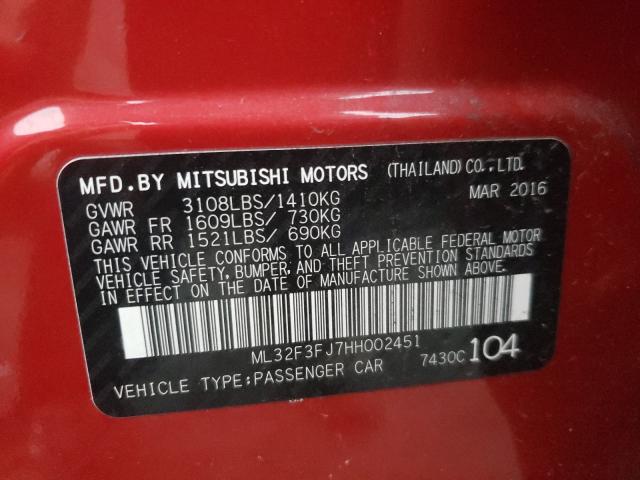 MFD.BY MITSUBISHI MOTORS (THAILAND) CO.,LTD.
GVWR 3108LBS/1410KG MAR 2016
GAWR FR 1609LBS/ 730KG
GAWR RR 1521LBS/ 690KG
THIS VEHICLE CONFORMS TO ALL APPLICABLE FEDERAL MOTOR
VEHICLE SAFETY, BUMPER, AND THEFT PREVENTION STANDARDS
IN EFFECT ON THE DATE OF MANUFACTURE SHOWN ABOVE.
ML32F3FJ7HH002451
VEHICLE TYPE:PASSENGER CAR 7430C 104